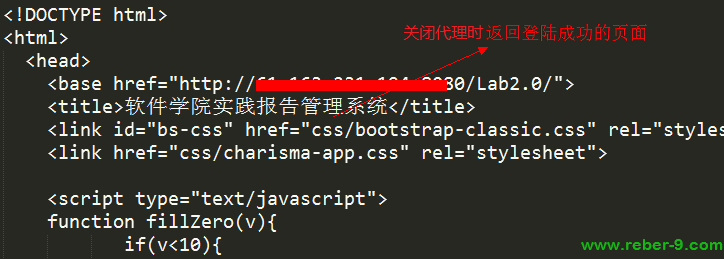 <!DOCTYPE html>
<html>
关闭代理时返回登陆成功的页面
<head>
<base href="http://80/Lab2.0/">
<title>软件学院实践报告管理系统</title>
<link id="bs-css" href="css/bootstrap-classic.css" rel="styles
<link href="css/charisma-app.css" rel="stylesheet">
<script type="text/javascript">
function fillZero(v){
if(v<10){
www.reber-9.com